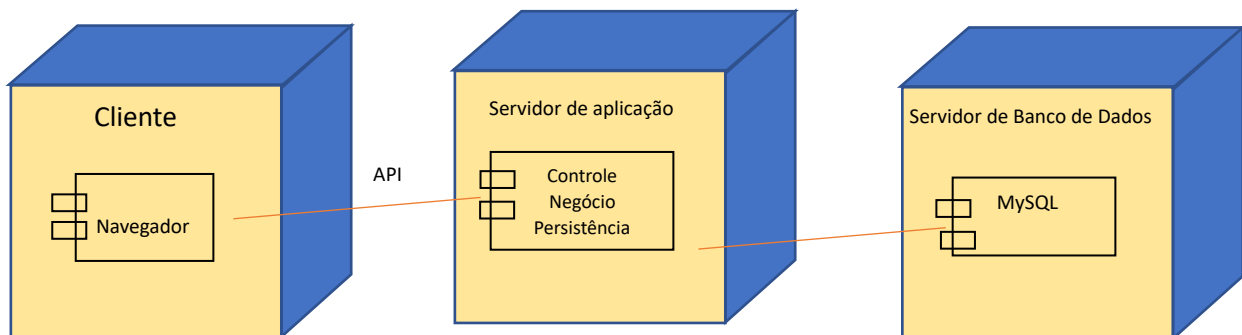 Cliente
Navegador
API
Servidor de aplicação
Controle
Negócio
Persistência
Servidor de Banco de Dados
MySQL